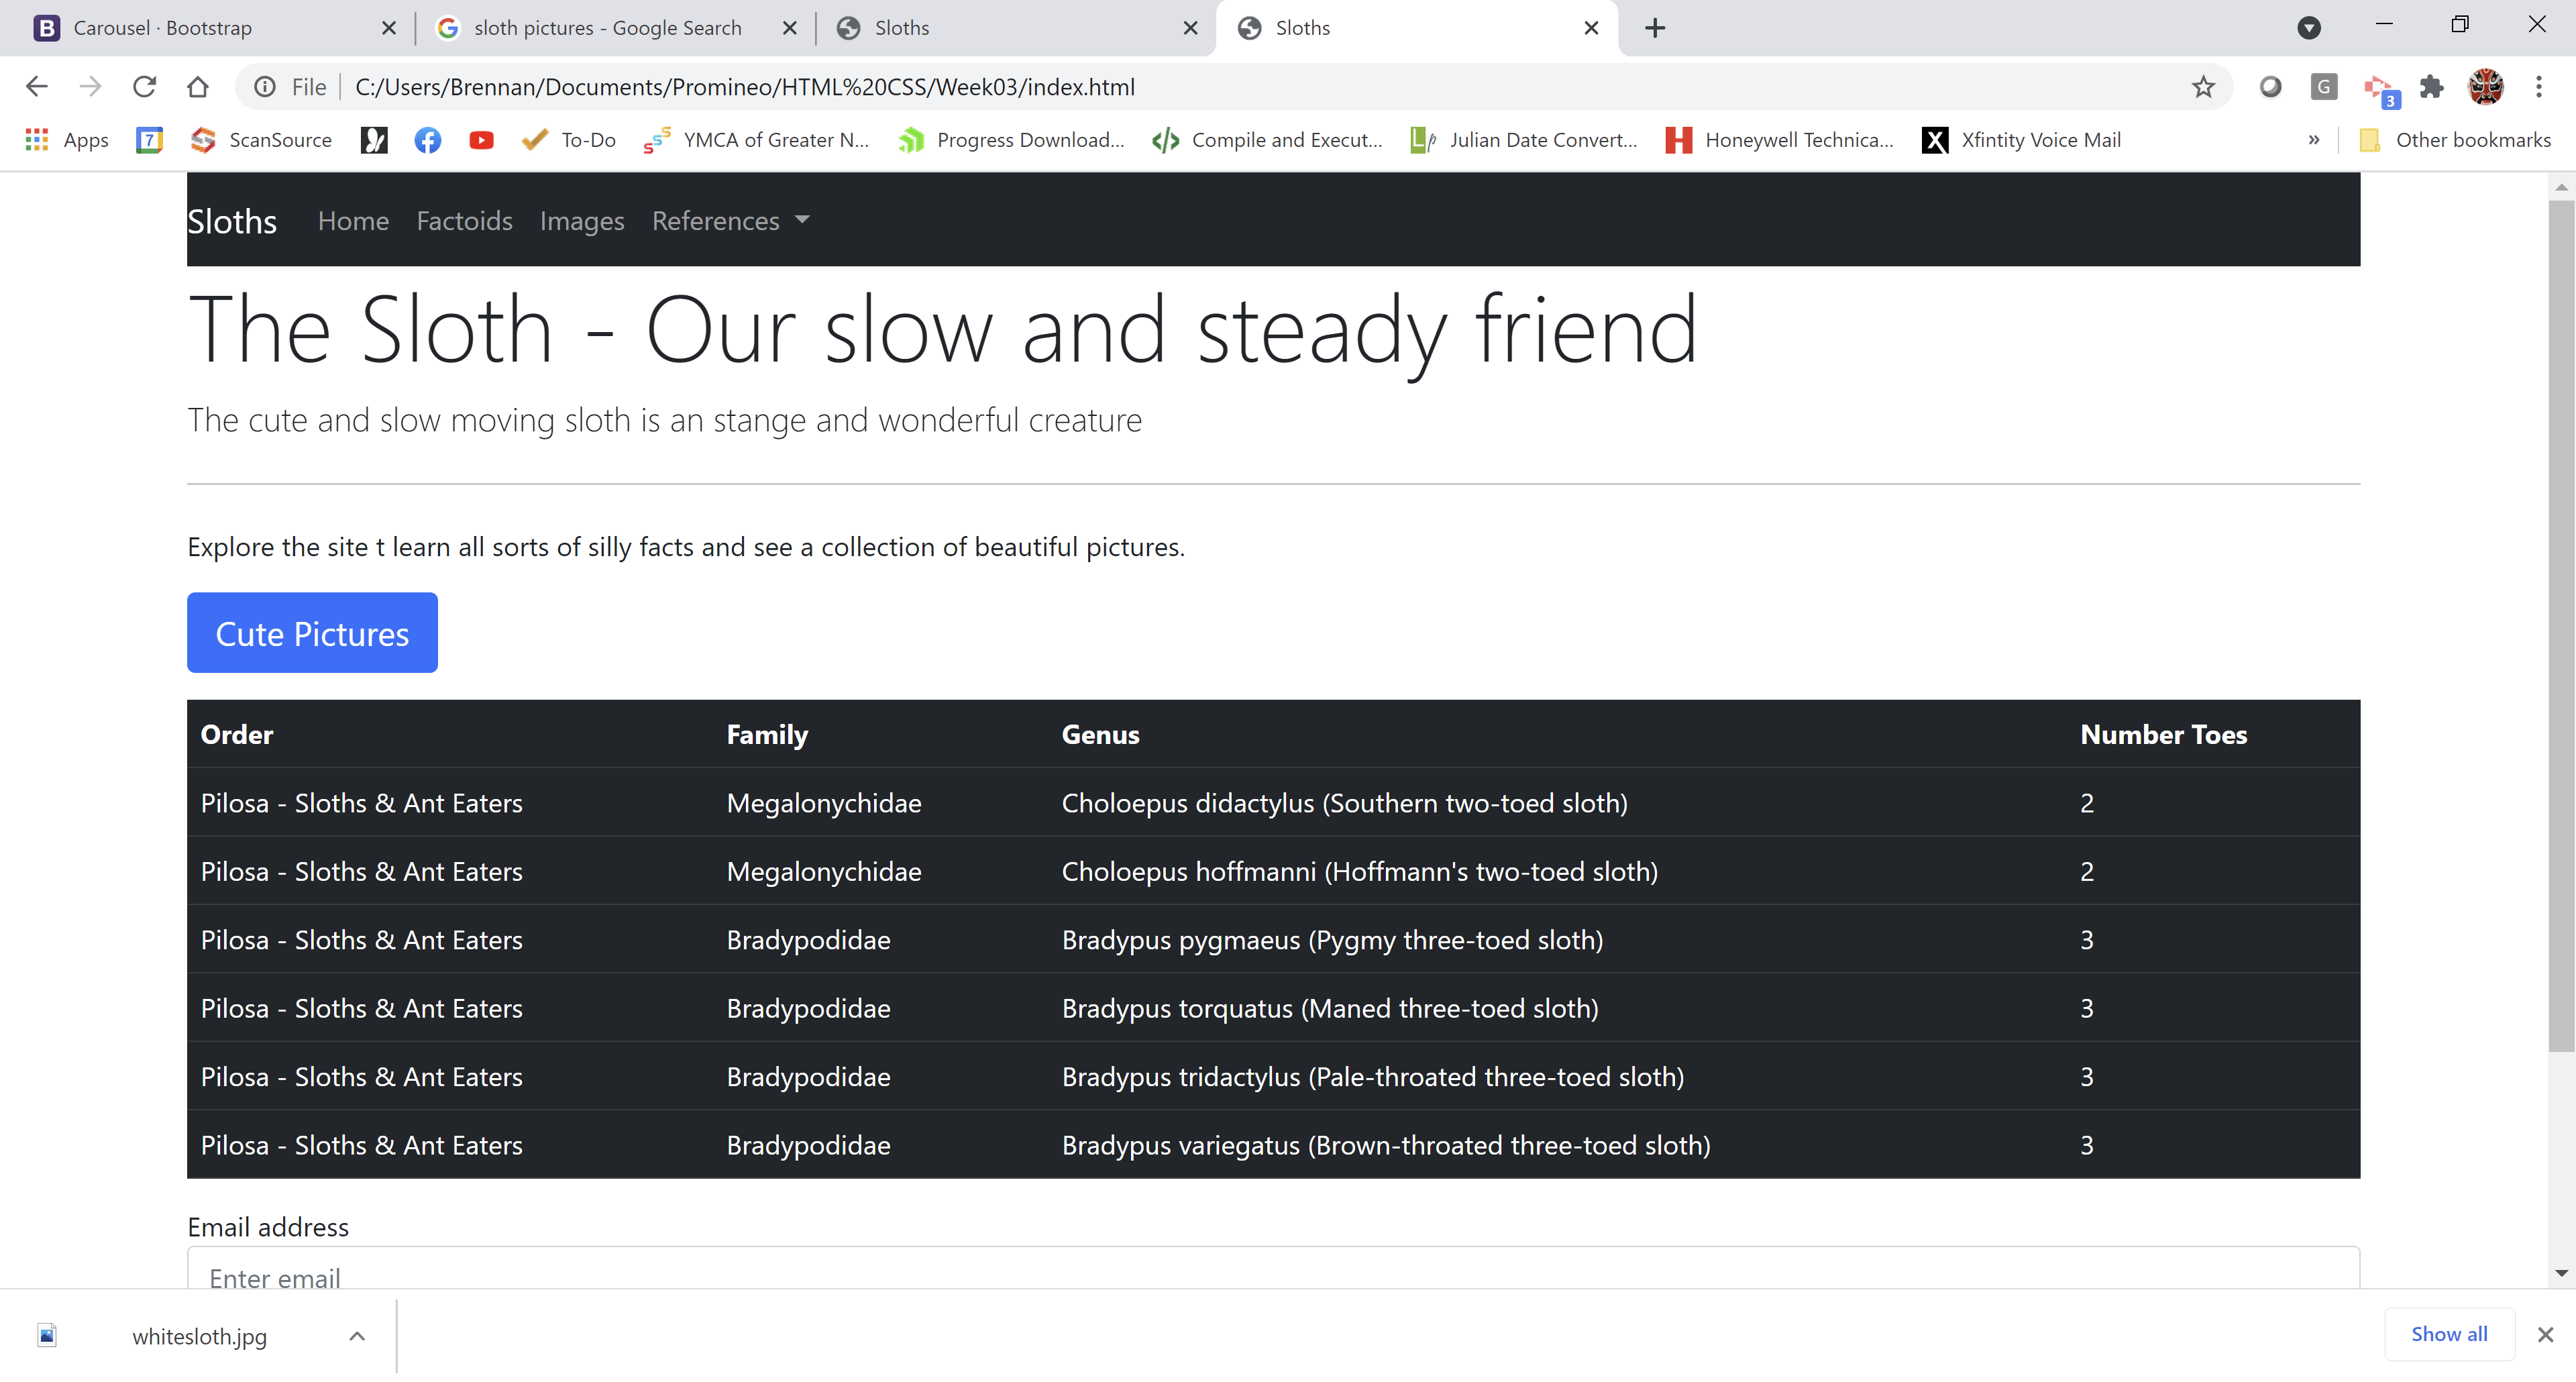 Carousel · Bootstrap sloth pictures - Google Search Sloths Sloths
File C:/Users/Brennan/Documents/Promineo/HTML%20CSS/Week03/index.html G 3
Apps 7 ScanSource To-Do YMCA of Greater N... Progress Download... Compile and Execut... Julian Date Convert... Honeywell Technica... Xfintity Voice Mail » Other bookmarks
Sloths Home Factoids Images References
The Sloth - Our slow and steady friend
The cute and slow moving sloth is an stange and wonderful creature
Explore the site t learn all sorts of silly facts and see a collection of beautiful pictures.
Cute Pictures
Order Family Genus Number Toes
Pilosa - Sloths & Ant Eaters Megalonychidae Choloepus didactylus (Southern two-toed sloth) 2
Pilosa - Sloths & Ant Eaters Megalonychidae Choloepus hoffmanni (Hoffmann's two-toed sloth) 2
Pilosa - Sloths & Ant Eaters Bradypodidae Bradypus pygmaeus (Pygmy three-toed sloth) 3
Pilosa - Sloths & Ant Eaters Bradypodidae Bradypus torquatus (Maned three-toed sloth) 3
Pilosa - Sloths & Ant Eaters Bradypodidae Bradypus tridactylus (Pale-throated three-toed sloth) 3
Pilosa - Sloths & Ant Eaters Bradypodidae Bradypus variegatus (Brown-throated three-toed sloth) 3
Email address
Enter email
whitesloth.jpg Show all